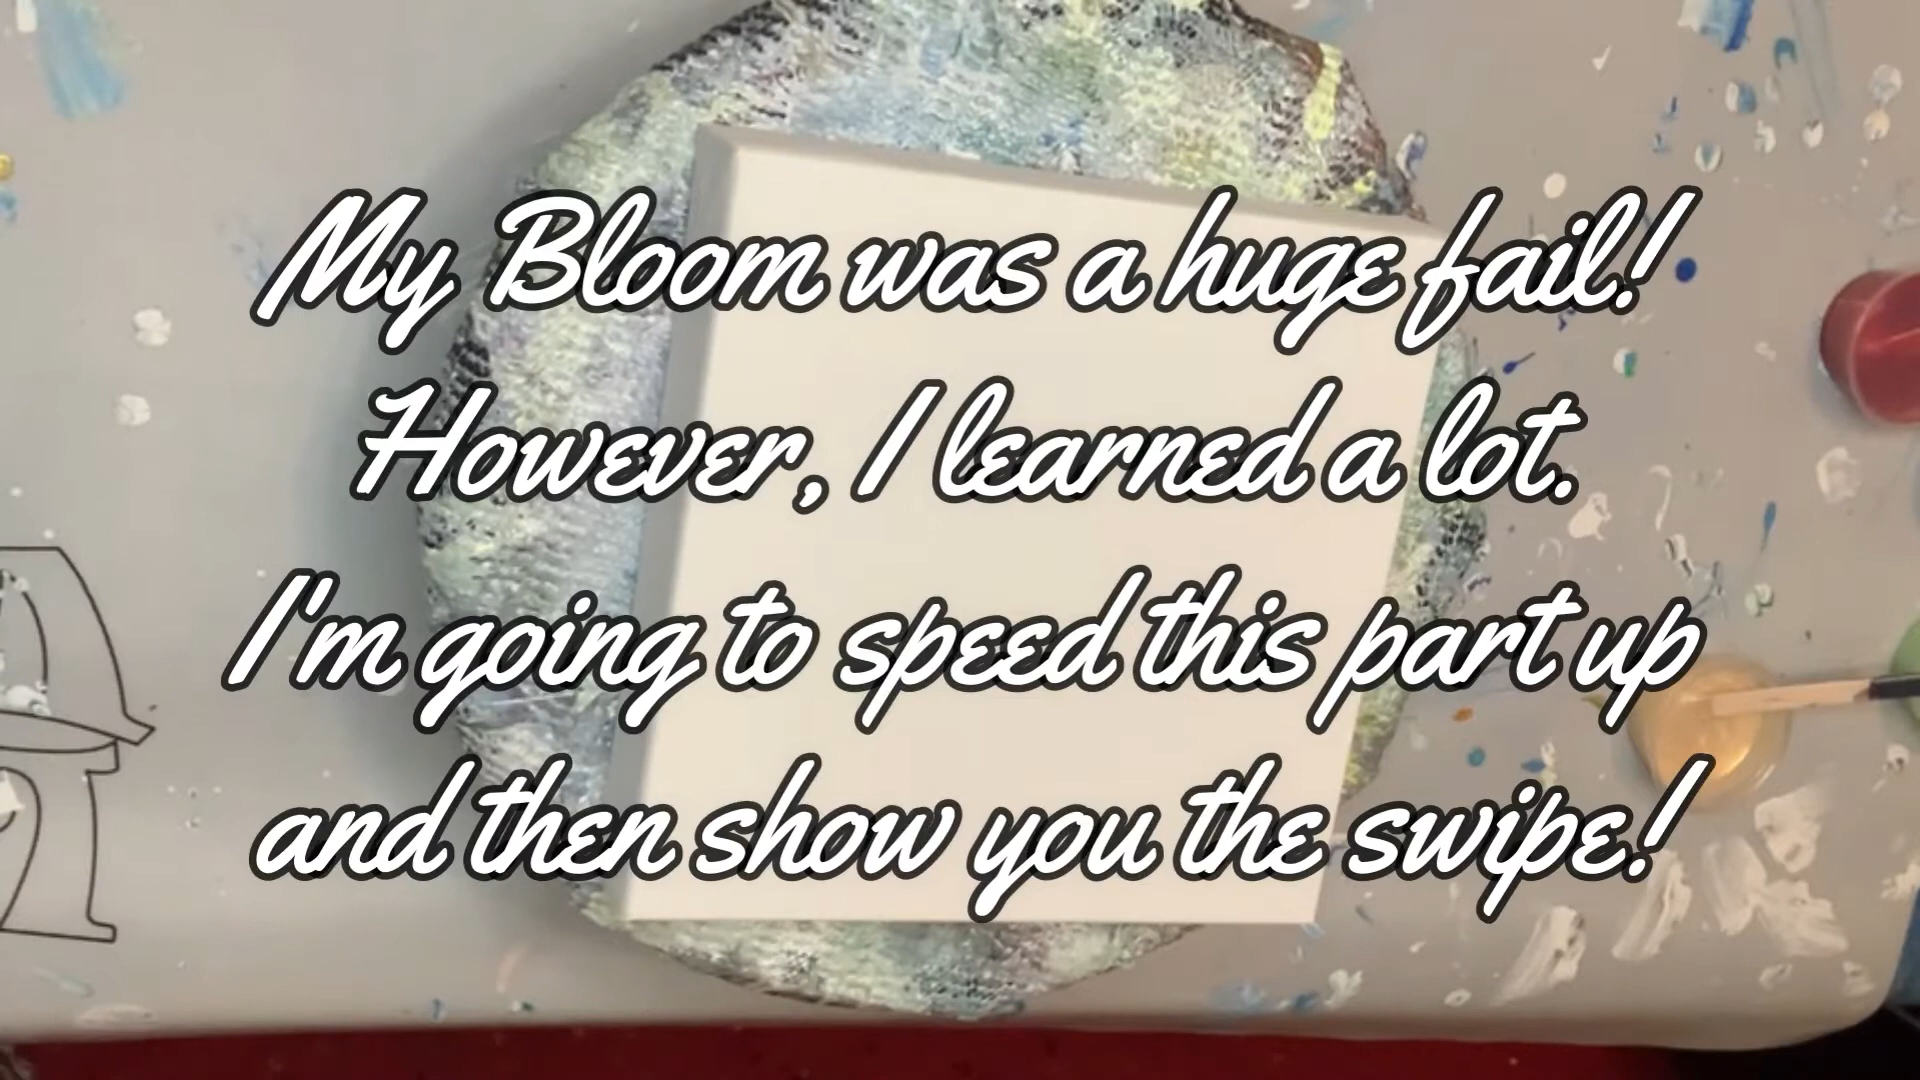 My Bloom was a huge fail!
However, I learned a lot.
I'm going to speed this part up
and then show you the swipe!